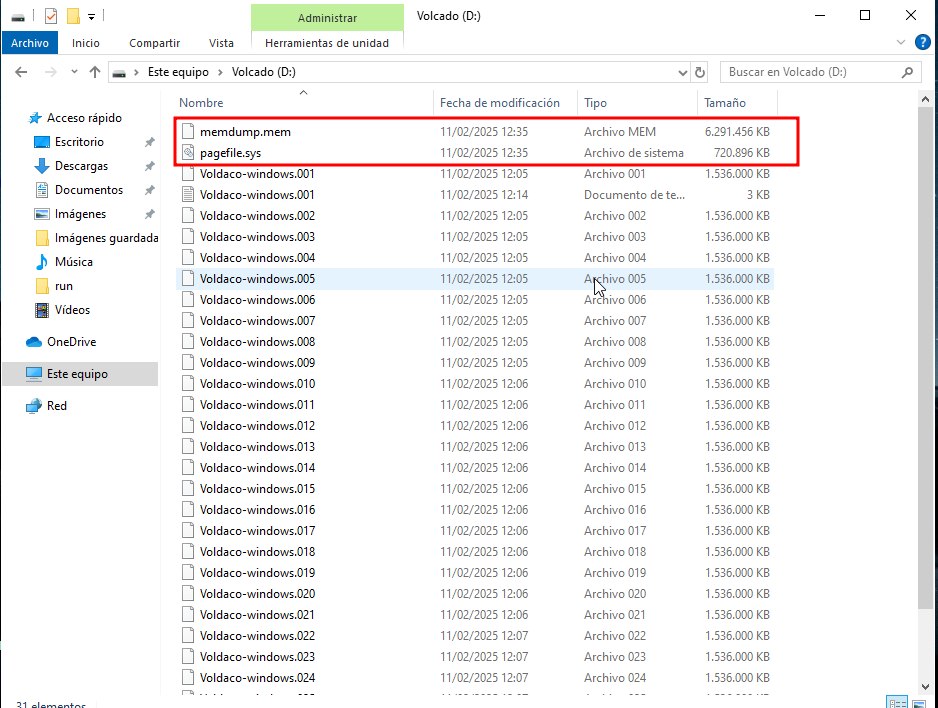 Administrar
Volcado (D:)
Archivo Inicio Compartir Vista Herramientas de unidad
Este equipo > Volcado (D:)
Buscar en Volcado (D:)
Nombre Fecha de modificación Tipo Tamaño
Acceso rápido
Escritorio
Descargas
Documentos
Imágenes
Imágenes guardada
Música
run
Vídeos
OneDrive
Este equipo
Red
memdump.mem 11/02/2025 12:35 Archivo MEM 6.291.456 KB
pagefile.sys 11/02/2025 12:35 Archivo de sistema 720.896 KB
Voldaco-windows.001 11/02/2025 12:05 Archivo 001 1.536.000 KB
Voldaco-windows.001 11/02/2025 12:14 Documento de te... 3 KB
Voldaco-windows.002 11/02/2025 12:05 Archivo 002 1.536.000 KB
Voldaco-windows.003 11/02/2025 12:05 Archivo 003 1.536.000 KB
Voldaco-windows.004 11/02/2025 12:05 Archivo 004 1.536.000 KB
Voldaco-windows.005 11/02/2025 12:05 Archivo 005 1.536.000 KB
Voldaco-windows.006 11/02/2025 12:05 Archivo 006 1.536.000 KB
Voldaco-windows.007 11/02/2025 12:05 Archivo 007 1.536.000 KB
Voldaco-windows.008 11/02/2025 12:05 Archivo 008 1.536.000 KB
Voldaco-windows.009 11/02/2025 12:05 Archivo 009 1.536.000 KB
Voldaco-windows.010 11/02/2025 12:06 Archivo 010 1.536.000 KB
Voldaco-windows.011 11/02/2025 12:06 Archivo 011 1.536.000 KB
Voldaco-windows.012 11/02/2025 12:06 Archivo 012 1.536.000 KB
Voldaco-windows.013 11/02/2025 12:06 Archivo 013 1.536.000 KB
Voldaco-windows.014 11/02/2025 12:06 Archivo 014 1.536.000 KB
Voldaco-windows.015 11/02/2025 12:06 Archivo 015 1.536.000 KB
Voldaco-windows.016 11/02/2025 12:06 Archivo 016 1.536.000 KB
Voldaco-windows.017 11/02/2025 12:06 Archivo 017 1.536.000 KB
Voldaco-windows.018 11/02/2025 12:06 Archivo 018 1.536.000 KB
Voldaco-windows.019 11/02/2025 12:06 Archivo 019 1.536.000 KB
Voldaco-windows.020 11/02/2025 12:06 Archivo 020 1.536.000 KB
Voldaco-windows.021 11/02/2025 12:06 Archivo 021 1.536.000 KB
Voldaco-windows.022 11/02/2025 12:07 Archivo 022 1.536.000 KB
Voldaco-windows.023 11/02/2025 12:07 Archivo 023 1.536.000 KB
Voldaco-windows.024 11/02/2025 12:07 Archivo 024 1.536.000 KB
31 elementos